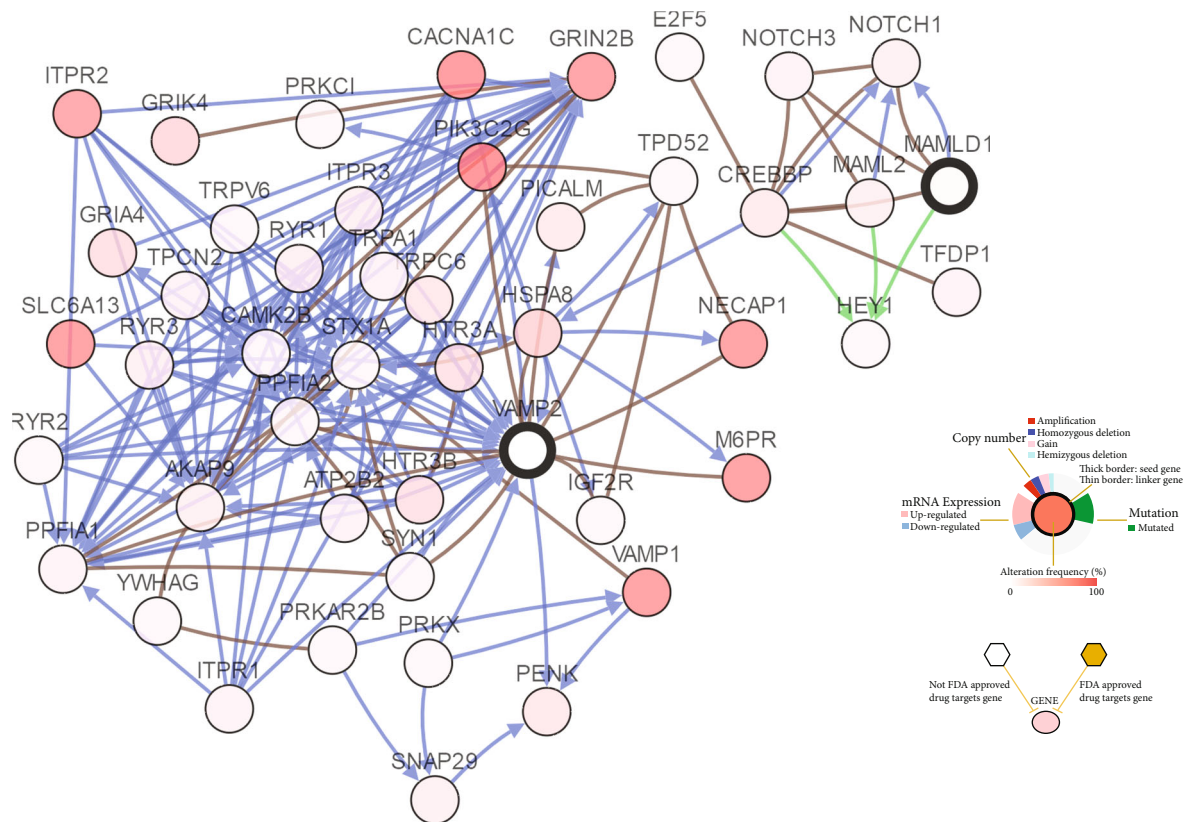 E2F5
NOTCH1
CACNA1C
GRIN2B
NOTCH3
ITPR2
PRKCI
GRIK4
PIK3C2G
TPD52
MAMLD1
CREBBP
MAML2
ITPR3
PICALM
TRPV6
GRIA4
RYR1
TRPA1
TFDP1
TPCN2
TRPC6
HSPA8
SLC6A13
NECAP1
HEY1
RYR3
CAMK2B
STX1A
HTR3A
PPFIA2
VAMP2
RYR2
M6PR
AKAP9
ATP2B2
HTR3B
IGF2R
PPFIA1
SYN1
VAMP1
YWHAG
PRKAR2B
PRKX
ITPR1
PENK
SNAP29
Amplification
Copy number
Homozygous deletion
Gain
Hemizygous deletion
Thick border: seed gene
Thin border: linker gene
mRNA Expression
Up-regulated
Down-regulated
Mutation
Mutated
Alteration frequency (%)
0 100
Not FDA approved
drug targets gene
FDA approved
drug targets gene
GENE